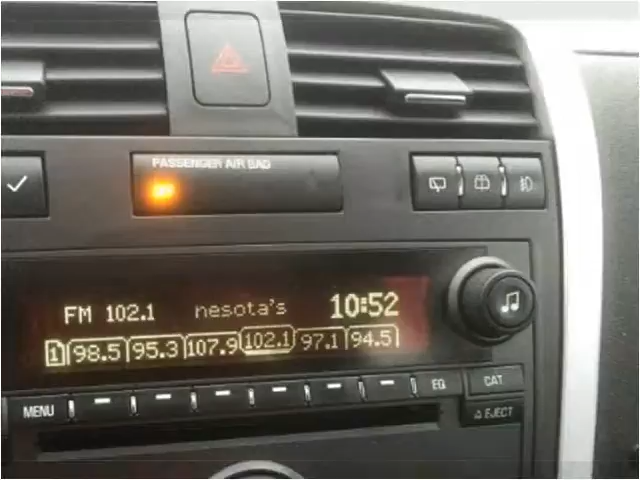 PASSENGER AIR BAG
FM 102.1 nesota's 10:52
1 98.5 95.3 107.9 102.1 97.1 94.5
MENU EQ CAT
EJECT